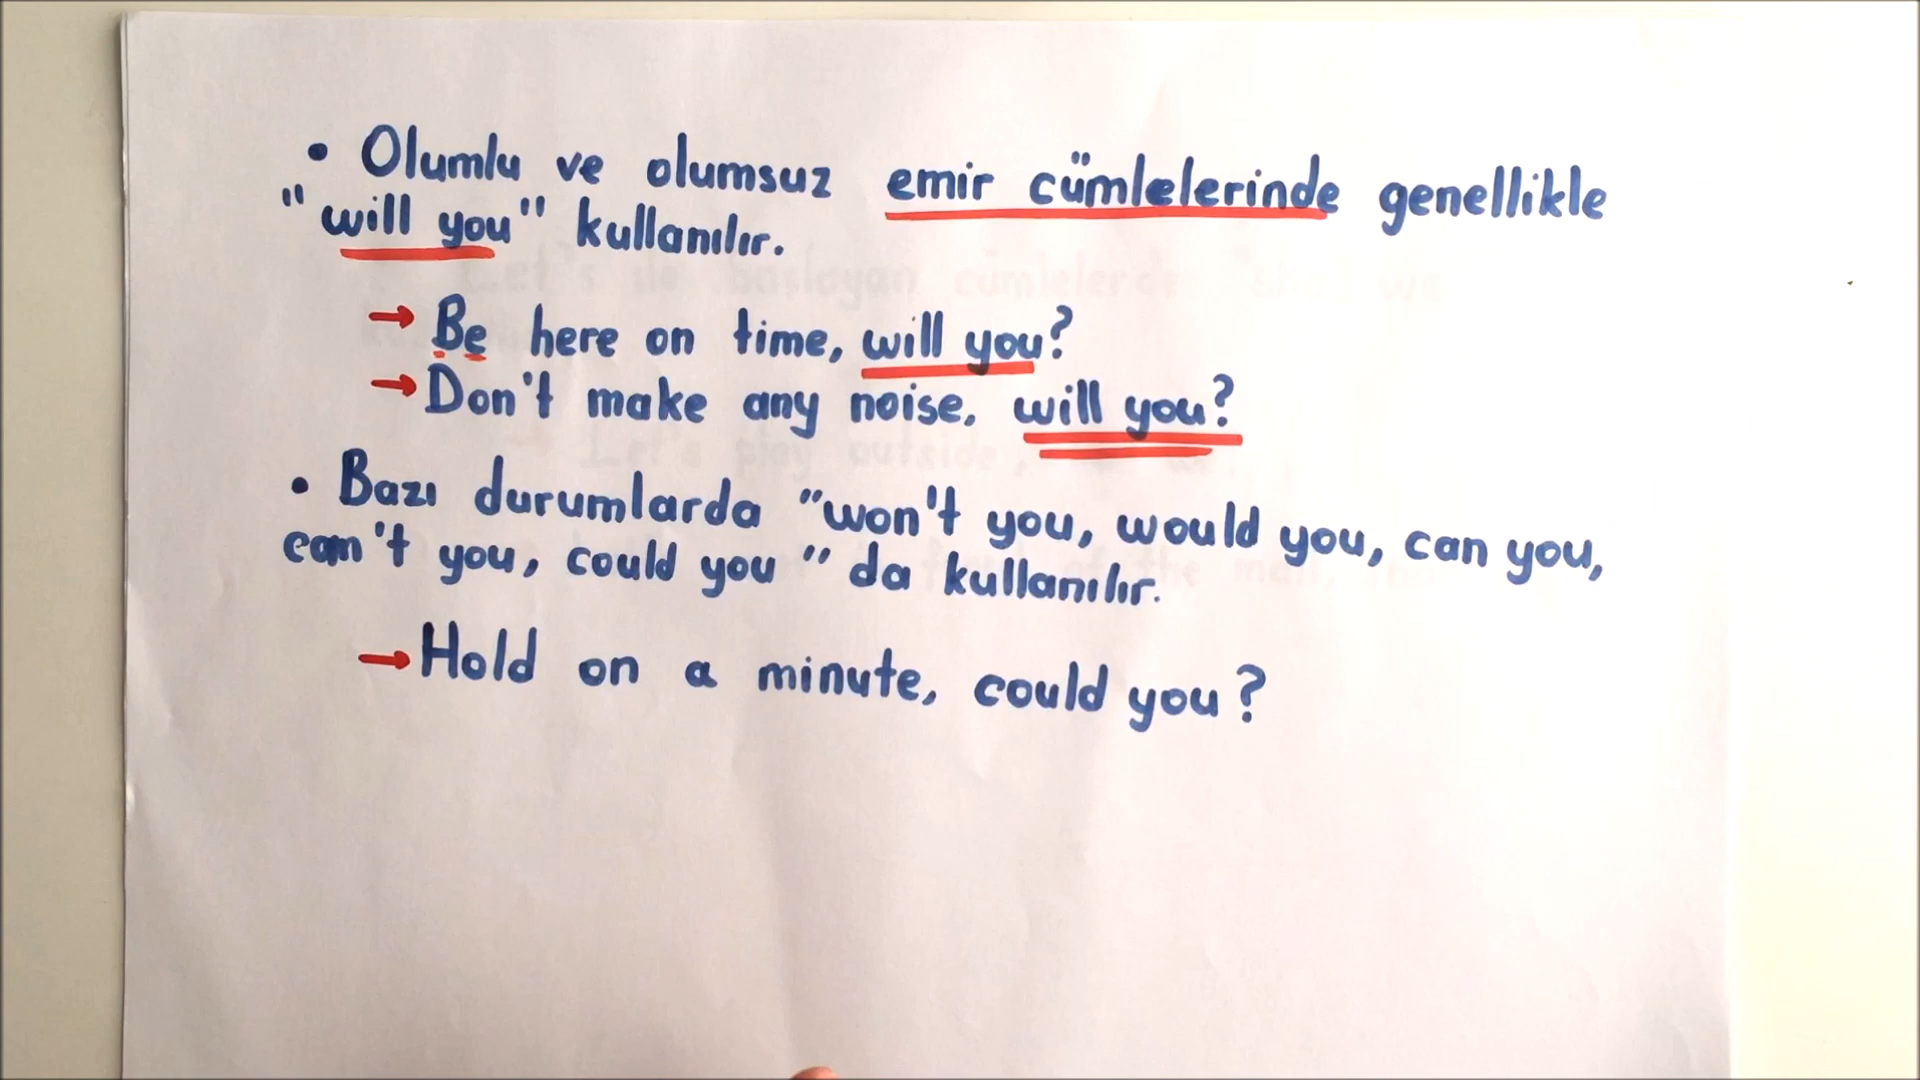 • Olumlu ve olumsuz emir cümlelerinde genellikle
"will you" kullanılır.
→ Be here on time, will you?
→ Don't make any noise, will you?
• Bazı durumlarda "won't you, would you, can you,
can't you, could you" da kullanılır.
→ Hold on a minute, could you?